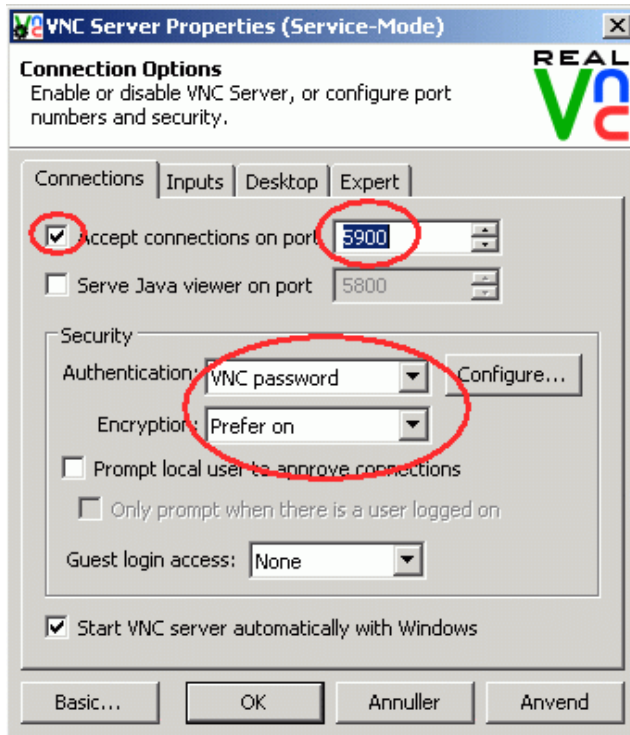 VNC Server Properties (Service-Mode)
Connection Options
Enable or disable VNC Server, or configure port
numbers and security.
REAL
VNC
Connections Inputs Desktop Expert
Accept connections on port 5900
Serve Java viewer on port 5800
Security
Authentication: VNC password Configure...
Encryption: Prefer on
Prompt local user to approve connections
Only prompt when there is a user logged on
Guest login access: None
Start VNC server automatically with Windows
Basic... OK Annuller Anvend